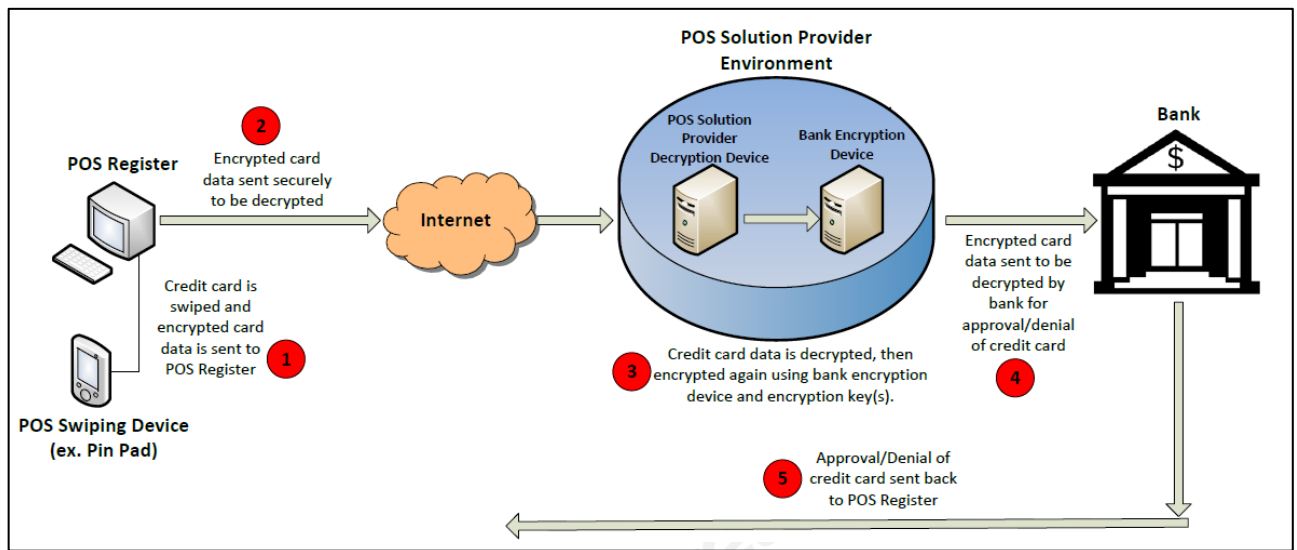 POS Solution Provider
Environment
POS Solution
Provider
Decryption Device
Bank Encryption
Device
Bank
$
2
Encrypted card
data sent securely
to be decrypted
POS Register
Internet
Credit card is
swiped and
encrypted card
data is sent to
POS Register
1
POS Swiping Device
(ex. Pin Pad)
3
Credit card data is decrypted, then
encrypted again using bank encryption
device and encryption key(s).
Encrypted card
data sent to be
decrypted by
bank for
approval/denial
of credit card
4
5
Approval/Denial of
credit card sent back
to POS Register